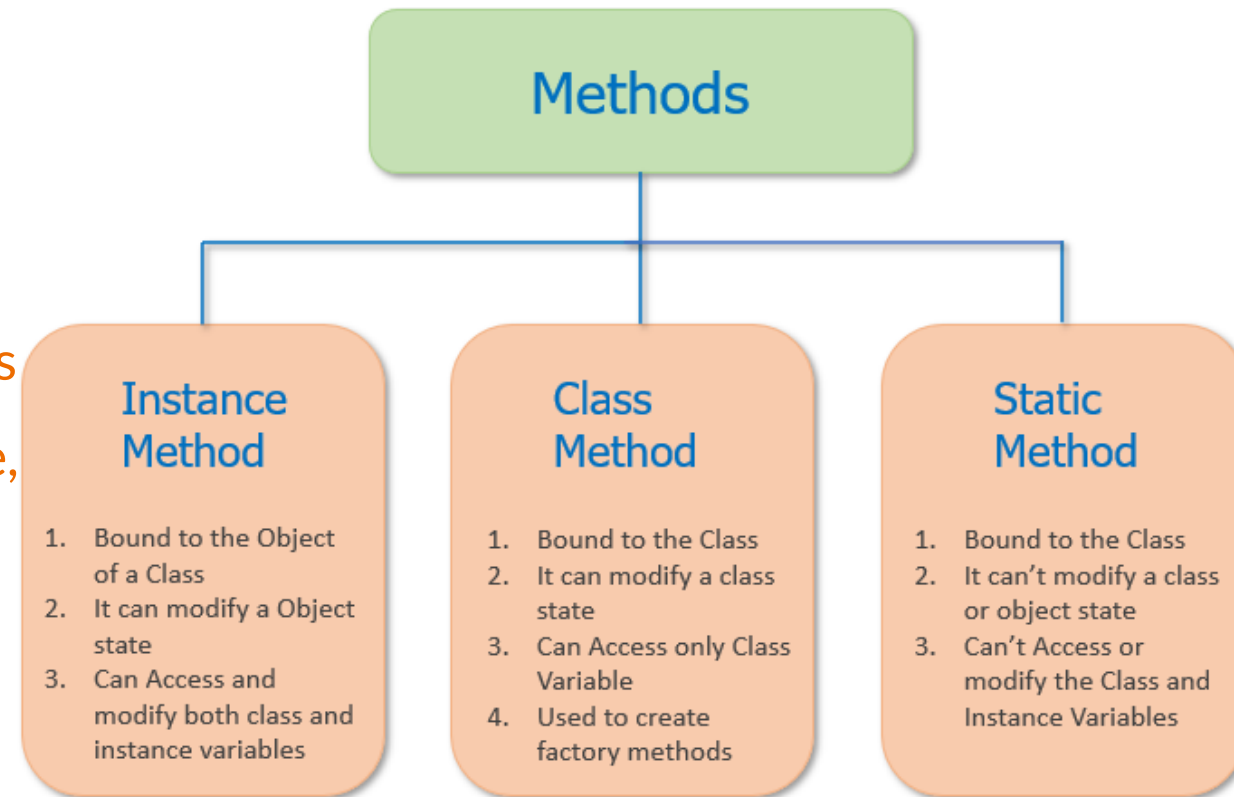 Methods
s
e,
Instance
Method
1. Bound to the Object
of a Class
2. It can modify a Object
state
3. Can Access and
modify both class and
instance variables
Class
Method
1. Bound to the Class
2. It can modify a class
state
3. Can Access only Class
Variable
4. Used to create
factory methods
Static
Method
1. Bound to the Class
2. It can’t modify a class
or object state
3. Can’t Access or
modify the Class and
Instance Variables